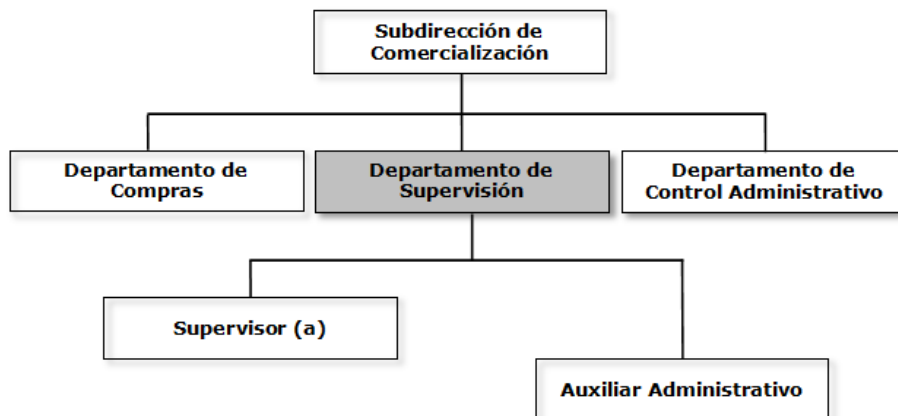 Subdirección de
Comercialización
Departamento de
Compras
Departamento de
Supervisión
Departamento de
Control Administrativo
Supervisor (a)
Auxiliar Administrativo